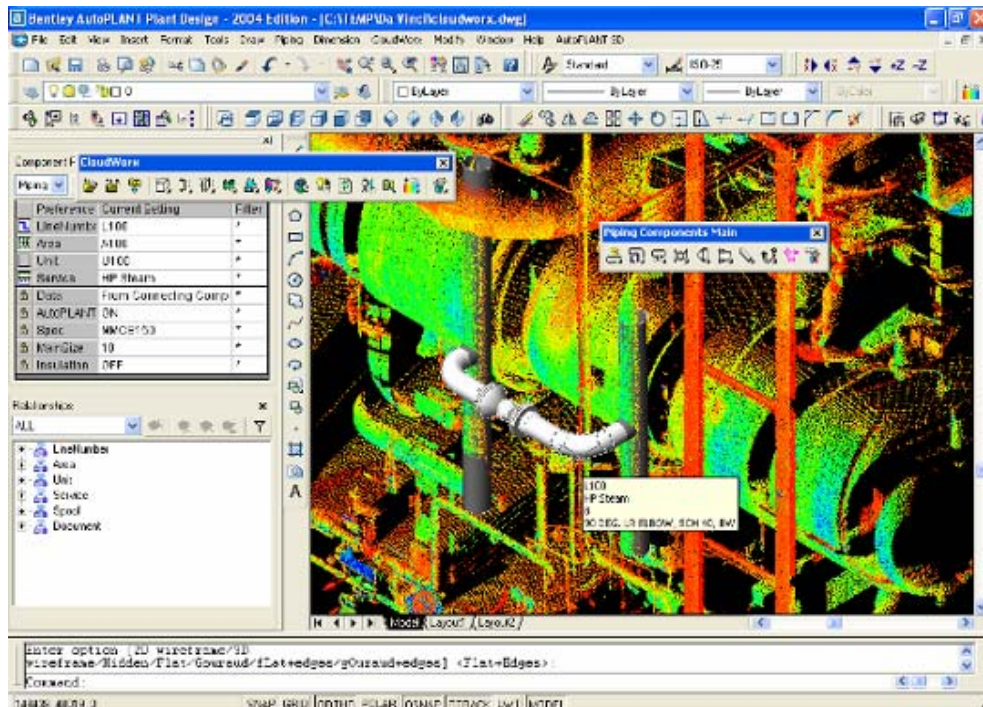 Bentley AutoPLANT Plant Design - 2004 Edition - [C:\TEMP\Da Vinci\cloudworx.dwg]
File Edit View Insert Format Tools Draw Piping Dimension CloudWorx Modify Window Help AutoPLANT 3D
Standard ISO-25
0 ByLayer ByLayer ByLayer ByColor
Component P
CloudWorx
Piping
Preference Current Setting Filter
LineNumber L100 *
Area A100 *
Unit U100 *
Service HP Steam *
Data From Connecting Comp *
AutoPLANT ON *
Spec *
MainSize 10 *
Insulation OFF *
Piping Components Main
Relationships
ALL
LineNumber
Area
Unit
Service
Spool
Document
L100
HP Steam
90 DEG. LR ELBOW, SCH 40, BW
A
Model Layout1 Layout2
Enter option [2D wireframe/3D
wireframe/Hidden/Flat/Gouraud/fLat+edges/gOuraud+edges] <Flat+Edges>:
Command:
SNAP GRID ORTHO POLAR OSNAP OTRACK LWT MODEL